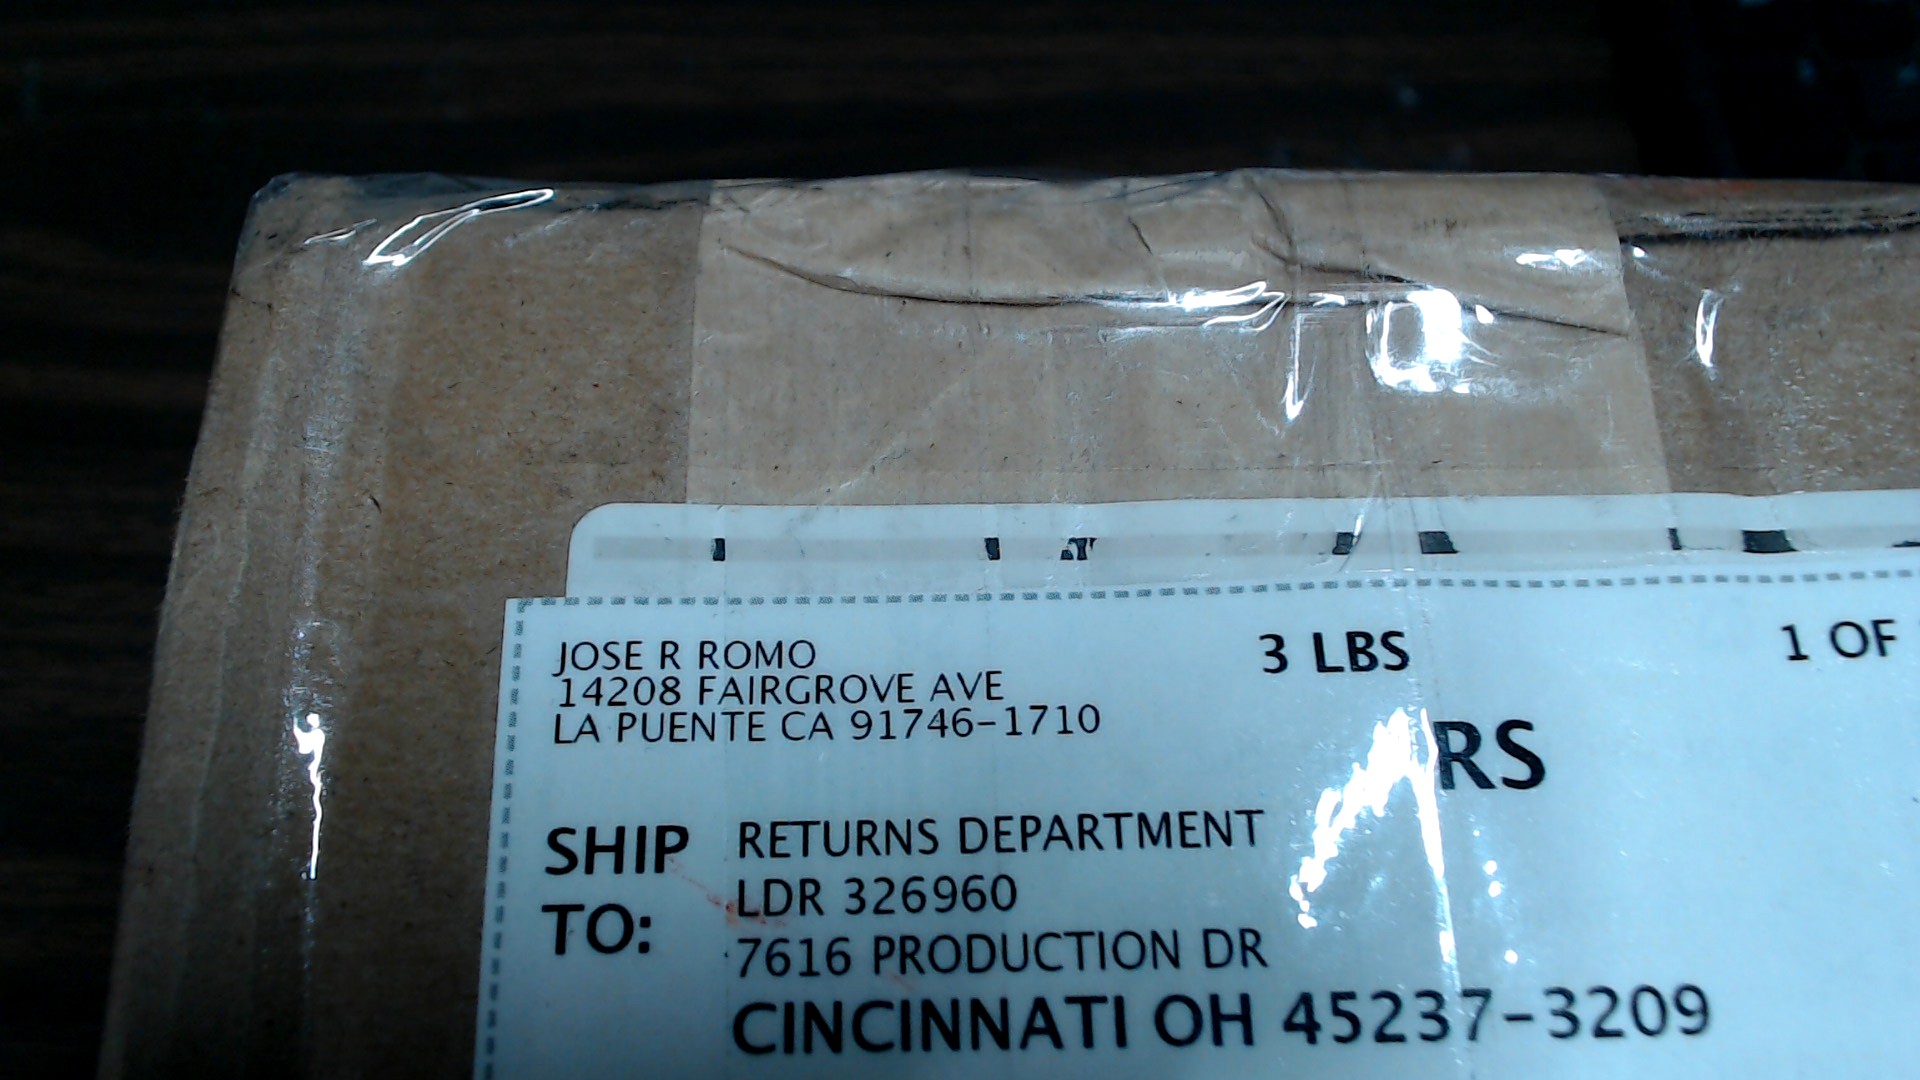 JOSE R ROMO
14208 FAIRGROVE AVE
LA PUENTE CA 91746-1710
3 LBS
1 OF
RS
SHIP TO:
RETURNS DEPARTMENT
LDR 326960
7616 PRODUCTION DR
CINCINNATI OH 45237-3209